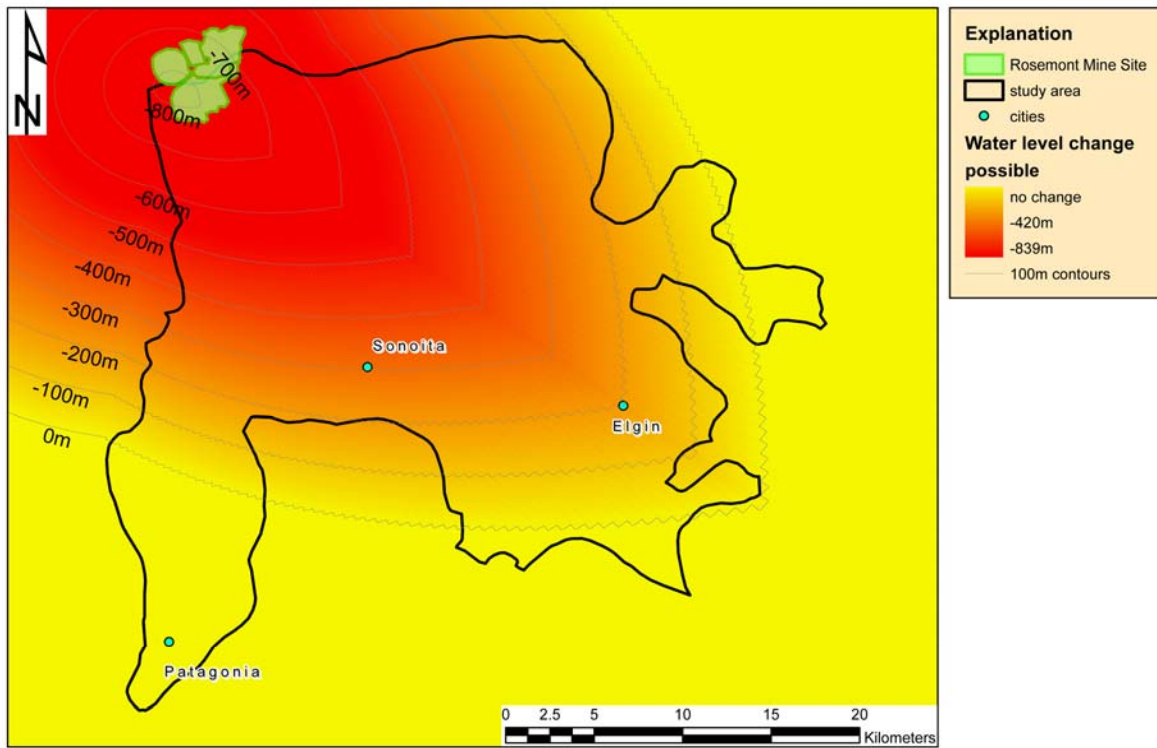 N
-700m
-800m
-600m
-500m
-400m
-300m
-200m
-100m
0m
Sonoita
Elgin
Patagonia
0 2.5 5 10 15 20
Kilometers
Explanation
Rosemont Mine Site
study area
cities
Water level change
possible
no change
-420m
-839m
100m contours